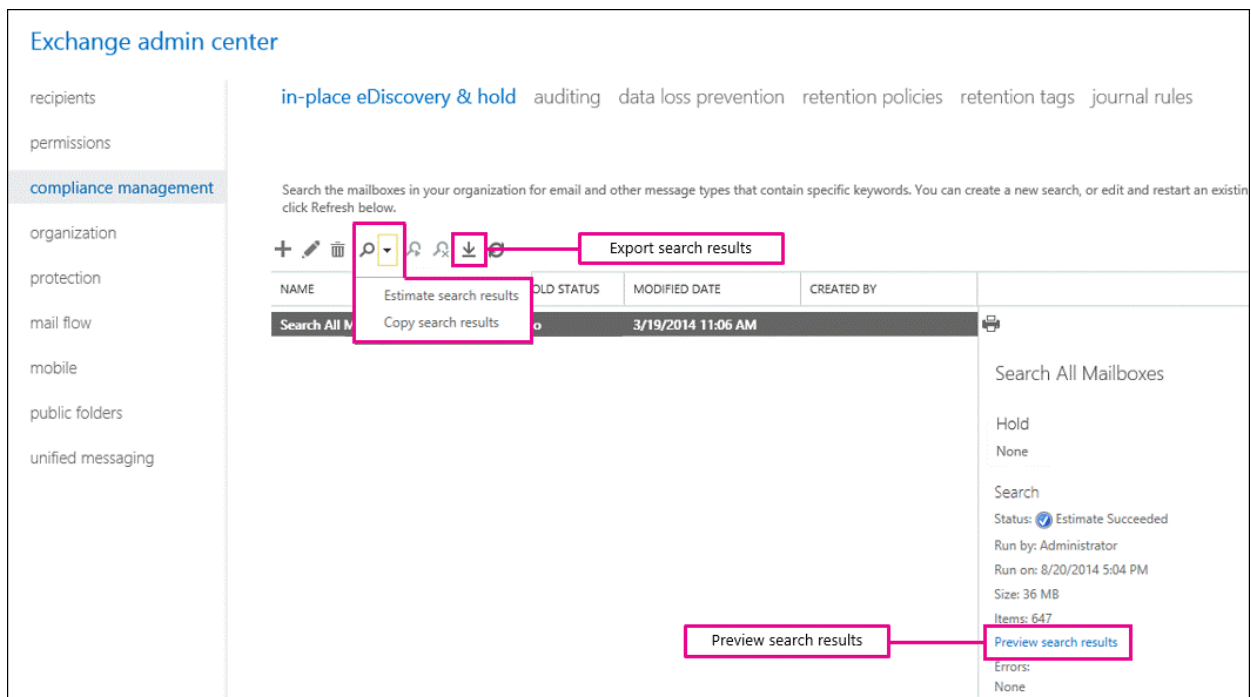 Exchange admin center
recipients
permissions
compliance management
organization
protection
mail flow
mobile
public folders
unified messaging
in-place eDiscovery & hold auditing data loss prevention retention policies retention tags journal rules
Search the mailboxes in your organization for email and other message types that contain specific keywords. You can create a new search, or edit and restart an existin
click Refresh below.
Export search results
Estimate search results
Copy search results
NAME OLD STATUS MODIFIED DATE CREATED BY
Search All M o 3/19/2014 11:06 AM
Search All Mailboxes
Hold
None
Search
Status: Estimate Succeeded
Run by: Administrator
Run on: 8/20/2014 5:04 PM
Size: 36 MB
Items: 647
Preview search results
Preview search results
Errors:
None